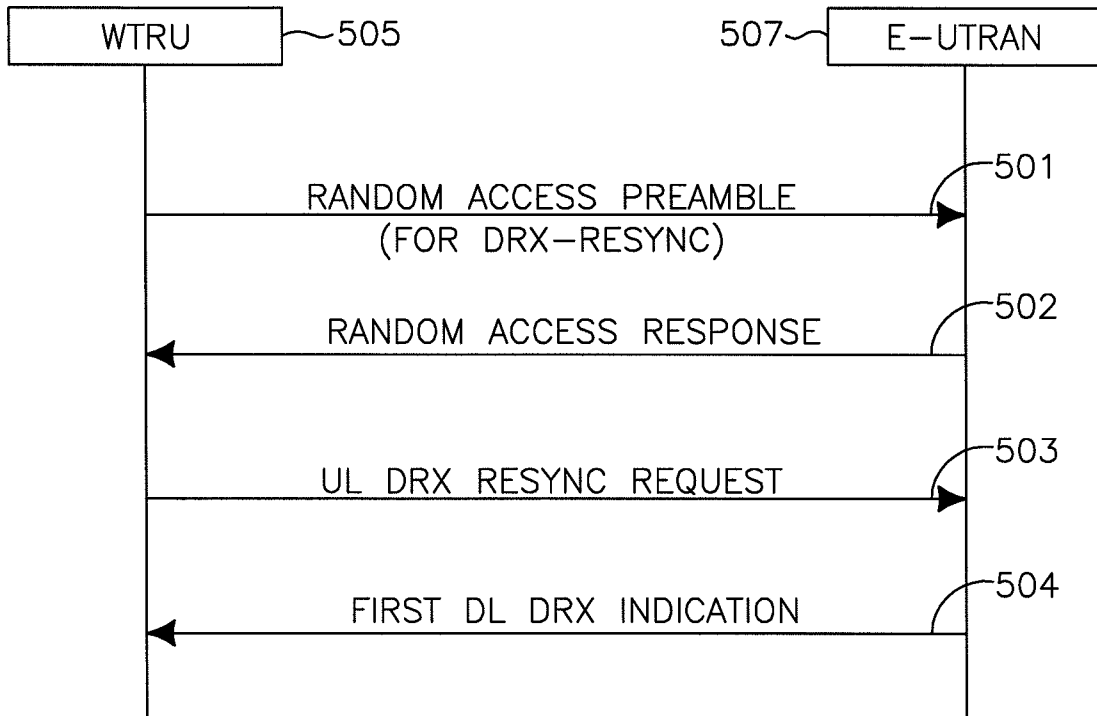 WTRU
505
507
E-UTRAN
501
RANDOM ACCESS PREAMBLE
(FOR DRX-RESYNC)
502
RANDOM ACCESS RESPONSE
503
UL DRX RESYNC REQUEST
504
FIRST DL DRX INDICATION